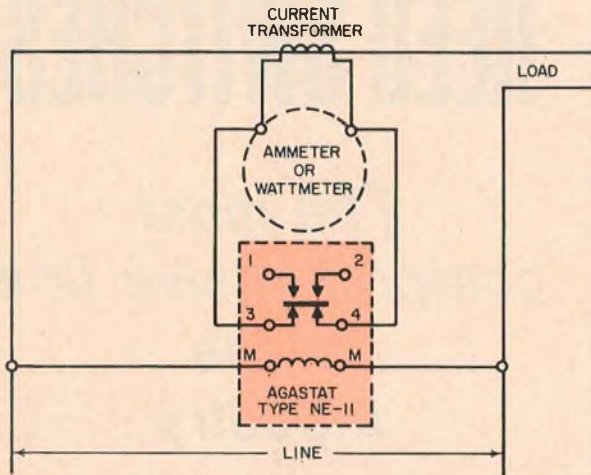 CURRENT
TRANSFORMER
LOAD
AMMETER
OR
WATTMETER
1
2
3
4
M
M
AGASTAT
TYPE NE-11
LINE